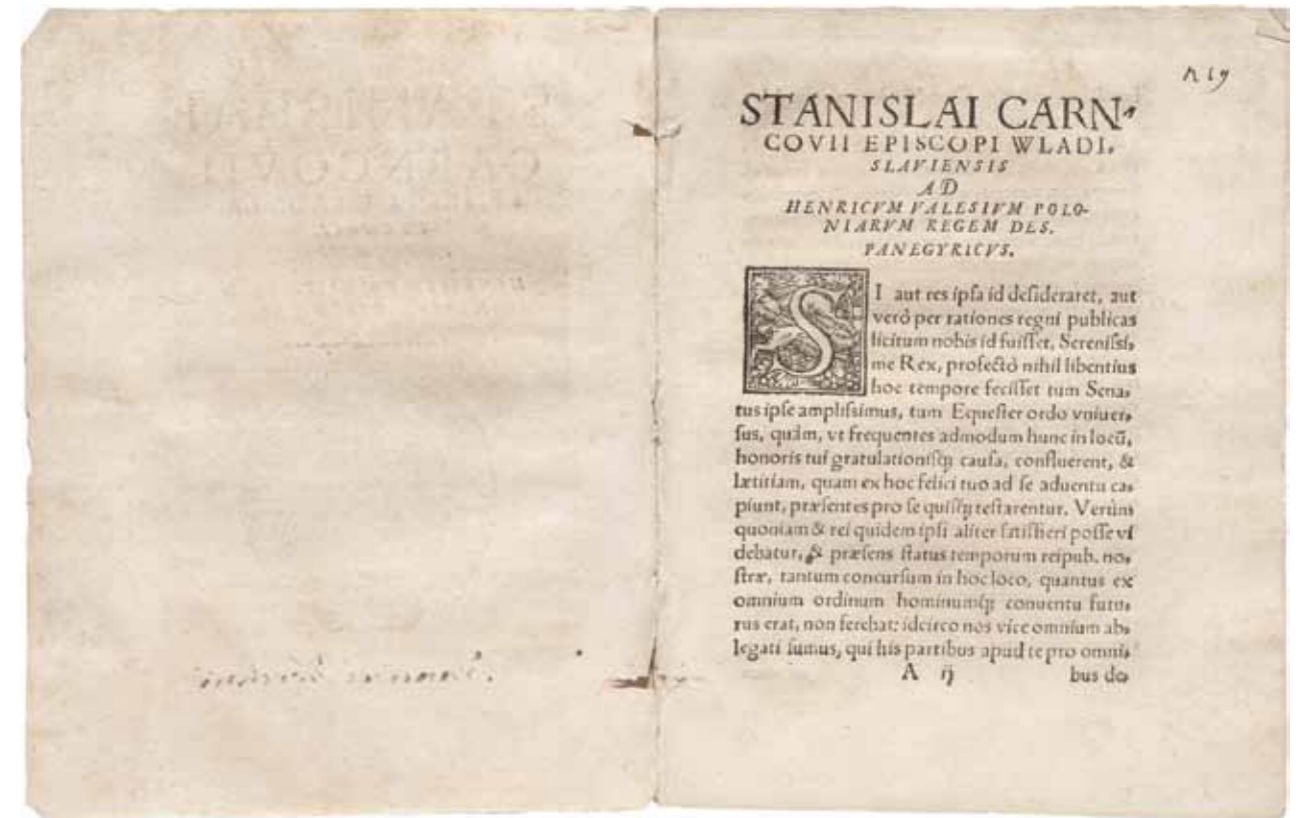 STANISLAI CARN-
COVII EPISCOPI WLADI-
SLAVIENSIS
AD
HENRICVM VALESIVM POLO-
NIARVM REGEM DES.
PANEGYRICVS.
SI aut res ipſa id deſideraret, aut
verò per rationes regni publicas
licitum nobis id fuiſſet, Sereniſsi-
me Rex, profectò nihil libentius
hoc tempore feciſſet tum Sena-
tus ipſe ampliſsimus, tum Equeſter ordo vniuer-
ſus, quàm, vt frequentes admodum hunc in locũ,
honoris tui gratulationiſq; cauſa, confluerent, &
lætitiam, quam ex hoc felici tuo ad ſe aduentu ca-
piunt, præſentes pro ſe quiſq; teſtarentur. Verùm
quoniam & rei quidem ipſi aliter ſatiſfieri poſſe vi
debatur, & præſens ſtatus temporum reipub. no-
ſtræ, tantum concurſum in hoc loco, quantus ex
omnium ordinum hominumq; conuentu futu-
rus erat, non ferebat: idcirco nos vice omnium ab-
legati ſumus, qui his partibus apud te pro omni-
A ij bus do